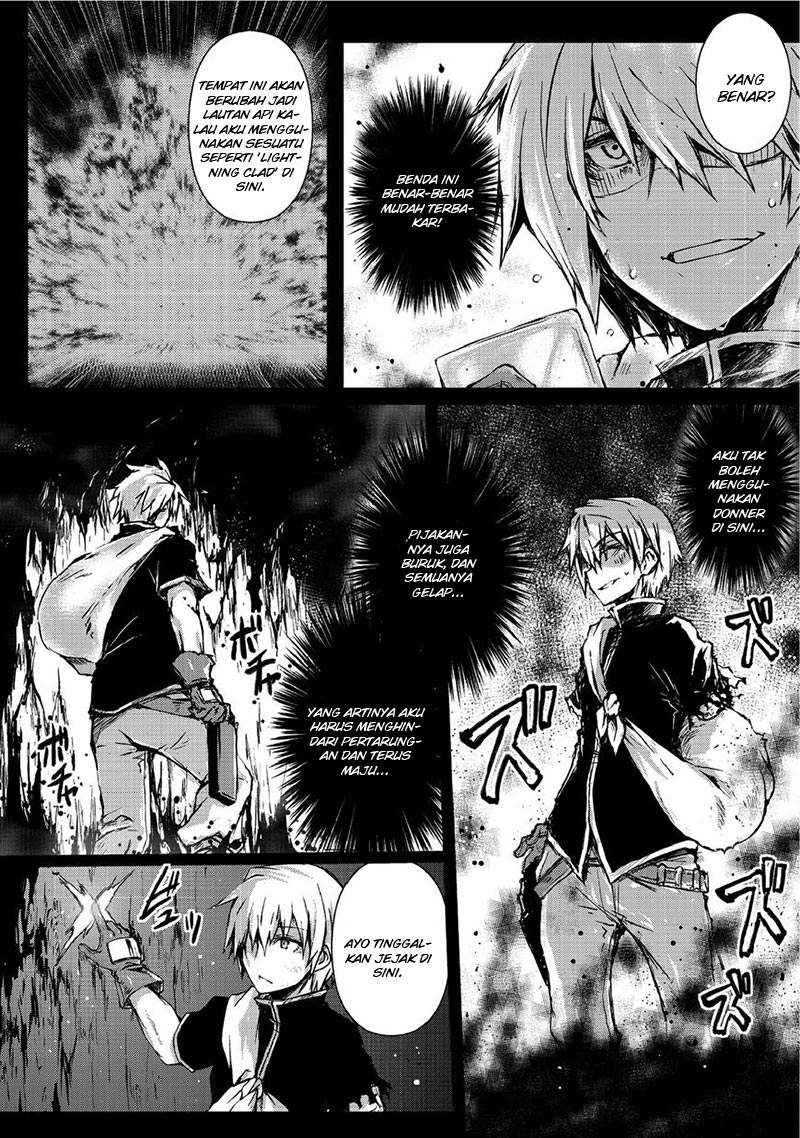 YANG
BENAR?
BENDA INI
BENAR-BENAR
MUDAH TERBA-
KAR!
TEMPAT INI AKAN
BERUBAH JADI
LAUTAN API KA-
LAU AKU MENGGU-
NAKAN SESUATU
SEPERTI 'LIGHT-
NING CLAD' DI
SINI.
AKU TAK
BOLEH
MENGGU-
NAKAN
DONNER
DI SINI...
ズ
ズ
ズ
ズ
PIJAKAN-
NYA JUGA
BURUK, DAN
SEMUANYA
GELAP...
YANG ARTINYA AKU
HARUS MENGHIN-
DARI PERTARUNG-
AN DAN TERUS
MAJU...
ボチャ
ボチャ
AYO TINGGAL-
KAN JEJAK DI
SINI.
ビュッ